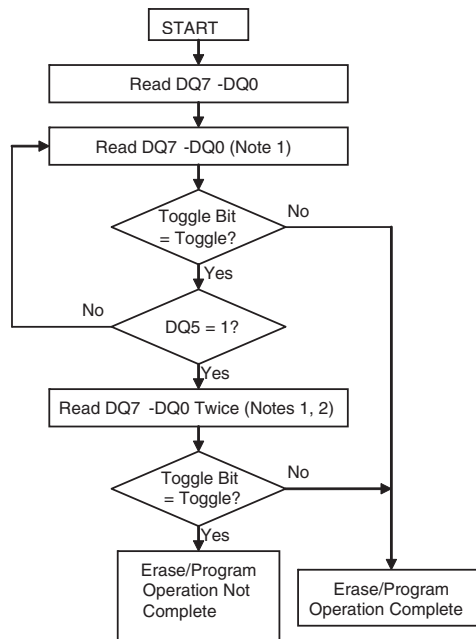 START
Read DQ7 -DQ0
Read DQ7 -DQ0 (Note 1)
Toggle Bit
= Toggle?
No
Yes
DQ5 = 1?
No
Yes
Read DQ7 -DQ0 Twice (Notes 1, 2)
Toggle Bit
= Toggle?
No
Yes
Erase/Program
Operation Not
Complete
Erase/Program
Operation Complete